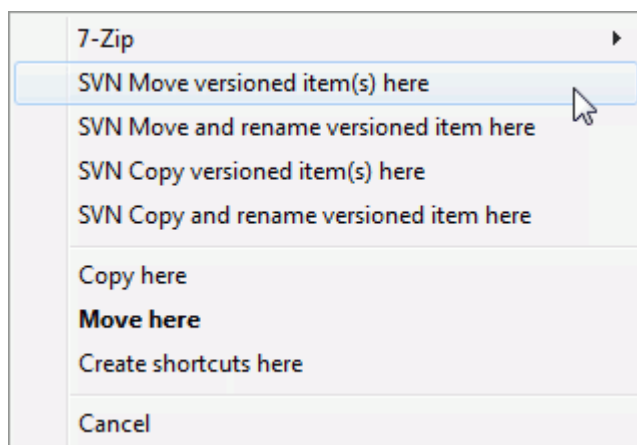 7-Zip
SVN Move versioned item(s) here
SVN Move and rename versioned item here
SVN Copy versioned item(s) here
SVN Copy and rename versioned item here
Copy here
Move here
Create shortcuts here
Cancel